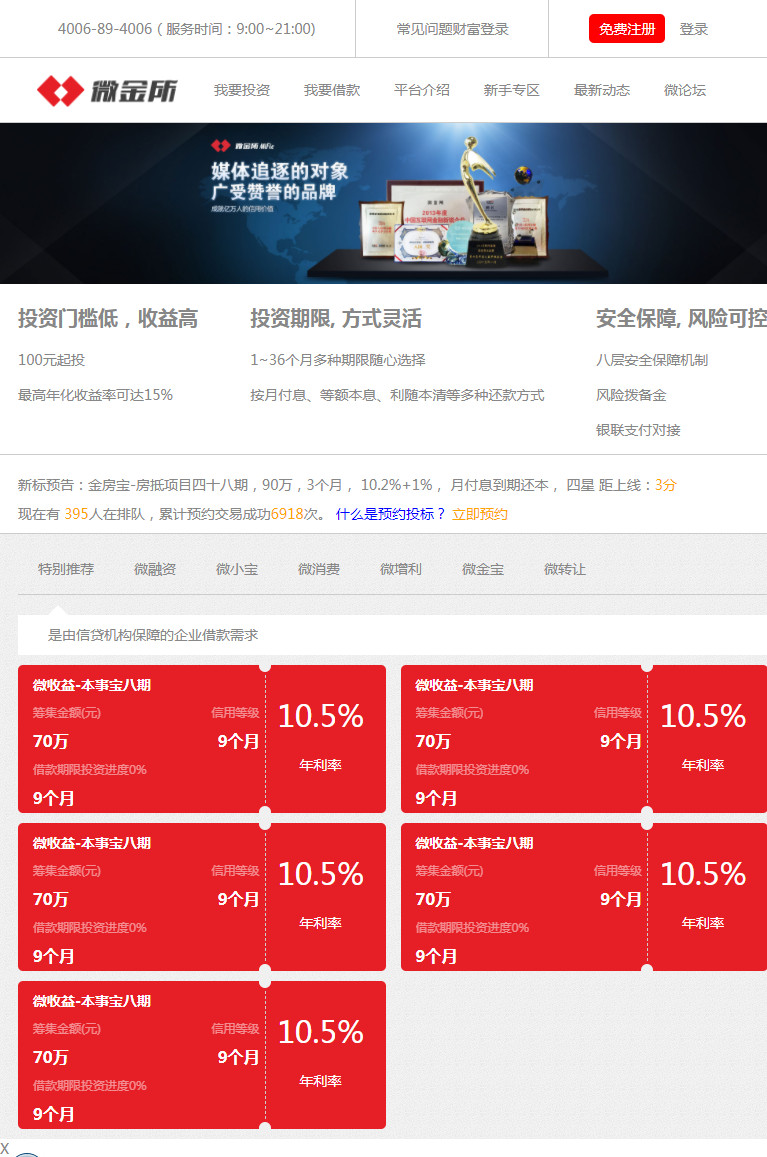 4006-89-4006（服务时间：9:00~21:00）
常见问题财富登录
免费注册 登录
微金所 我要投资 我要借款 平台介绍 新手专区 最新动态 微论坛
微金所
媒体追逐的对象
广受赞誉的品牌
成就亿万人的信用价值
投资门槛低，收益高
100元起投
最高年化收益率可达15%
投资期限, 方式灵活
1~36个月多种期限随心选择
按月付息、等额本息、利随本清等多种还款方式
安全保障, 风险可控
八层安全保障机制
风险拨备金
银联支付对接
新标预告：金房宝-房抵项目四十八期，90万，3个月， 10.2%+1%， 月付息到期还本， 四星 距上线：3分
现在有 395人在排队，累计预约交易成功6918次。 什么是预约投标？ 立即预约
特别推荐 微融资 微小宝 微消费 微增利 微金宝 微转让
是由信贷机构保障的企业借款需求
微收益-本事宝八期
筹集金额(元) 信用等级
70万 9个月
借款期限投资进度0%
9个月
10.5%
年利率
微收益-本事宝八期
筹集金额(元) 信用等级
70万 9个月
借款期限投资进度0%
9个月
10.5%
年利率
微收益-本事宝八期
筹集金额(元) 信用等级
70万 9个月
借款期限投资进度0%
9个月
10.5%
年利率
微收益-本事宝八期
筹集金额(元) 信用等级
70万 9个月
借款期限投资进度0%
9个月
10.5%
年利率
微收益-本事宝八期
筹集金额(元) 信用等级
70万 9个月
借款期限投资进度0%
9个月
10.5%
年利率
X